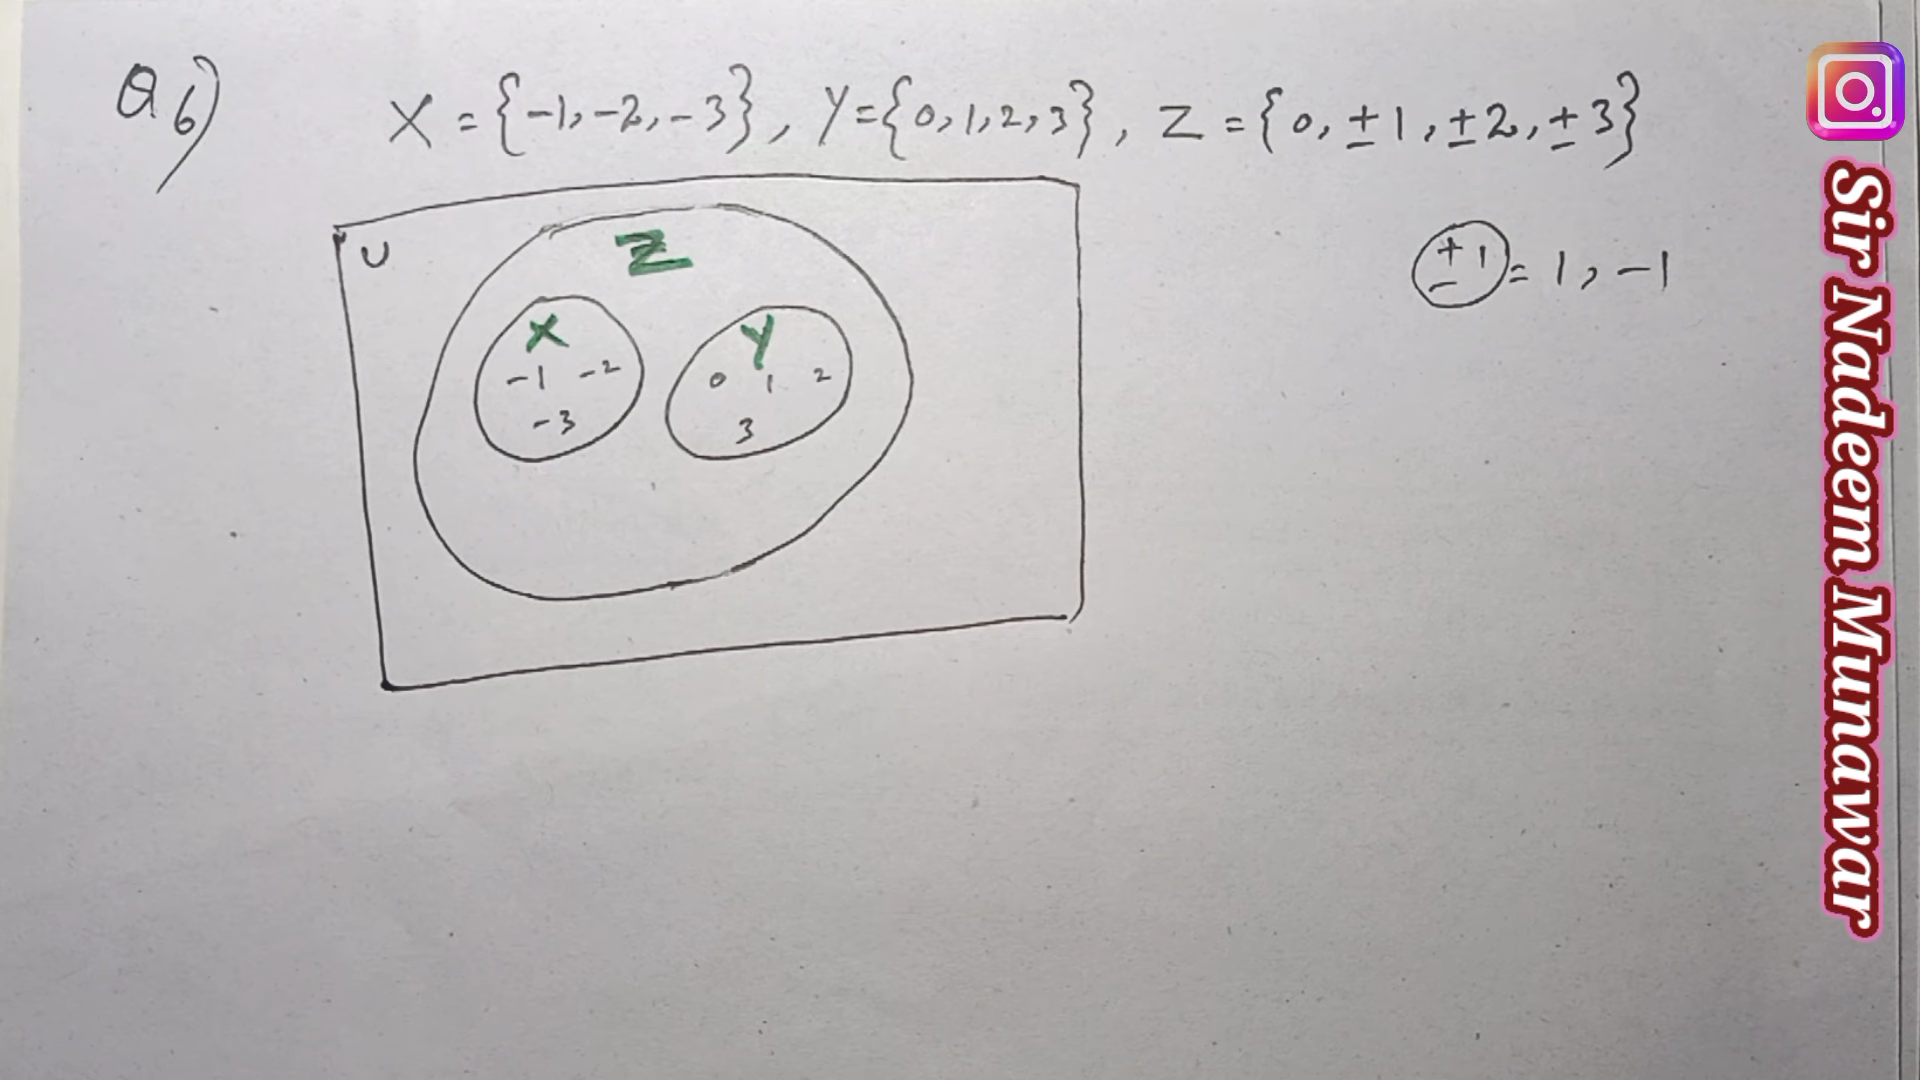 Q6) X = {-1, -2, -3}, Y = {0, 1, 2, 3}, Z = {0, ±1, ±2, ±3}
U
Z
±1 = 1, -1
X
Y
-1 -2
0 1 2
-3
3
Sir Nadeem Munawar